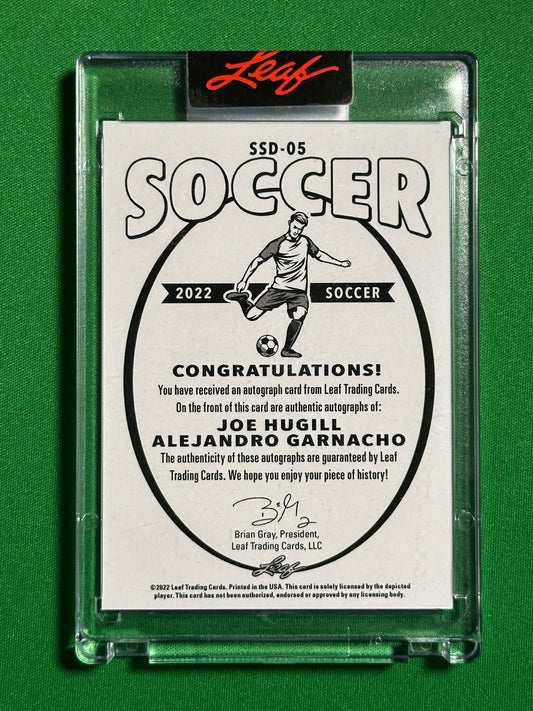 Leaf
SSD-05
SOCCER
2022 SOCCER
CONGRATULATIONS!
You have received an autograph card from Leaf Trading Cards.
On the front of this card are authentic autographs of:
JOE HUGILL
ALEJANDRO GARNACHO
The authenticity of these autographs are guaranteed by Leaf
Trading Cards. We hope you enjoy your piece of history!
Brian Gray, President,
Leaf Trading Cards, LLC
Leaf
©2022 Leaf Trading Cards. Printed in the USA. This card is solely licensed by the depicted
player. This card has not been authorized, endorsed or approved by any licensing body.